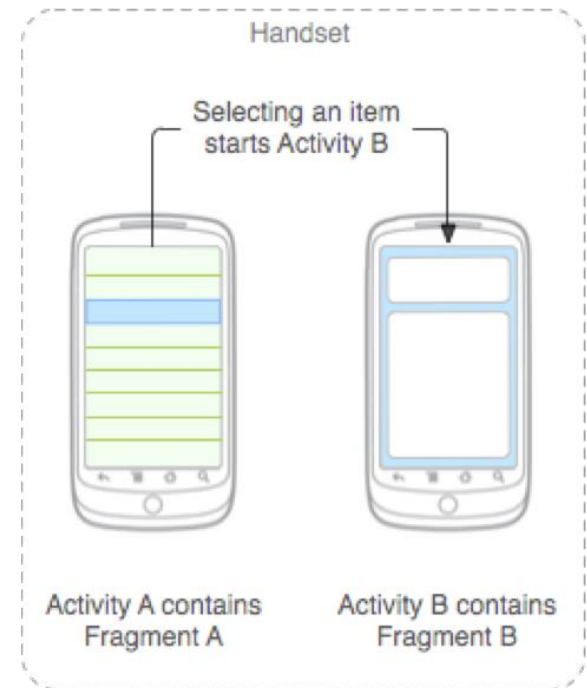 Handset
Selecting an item
starts Activity B
Activity A contains
Fragment A
Activity B contains
Fragment B